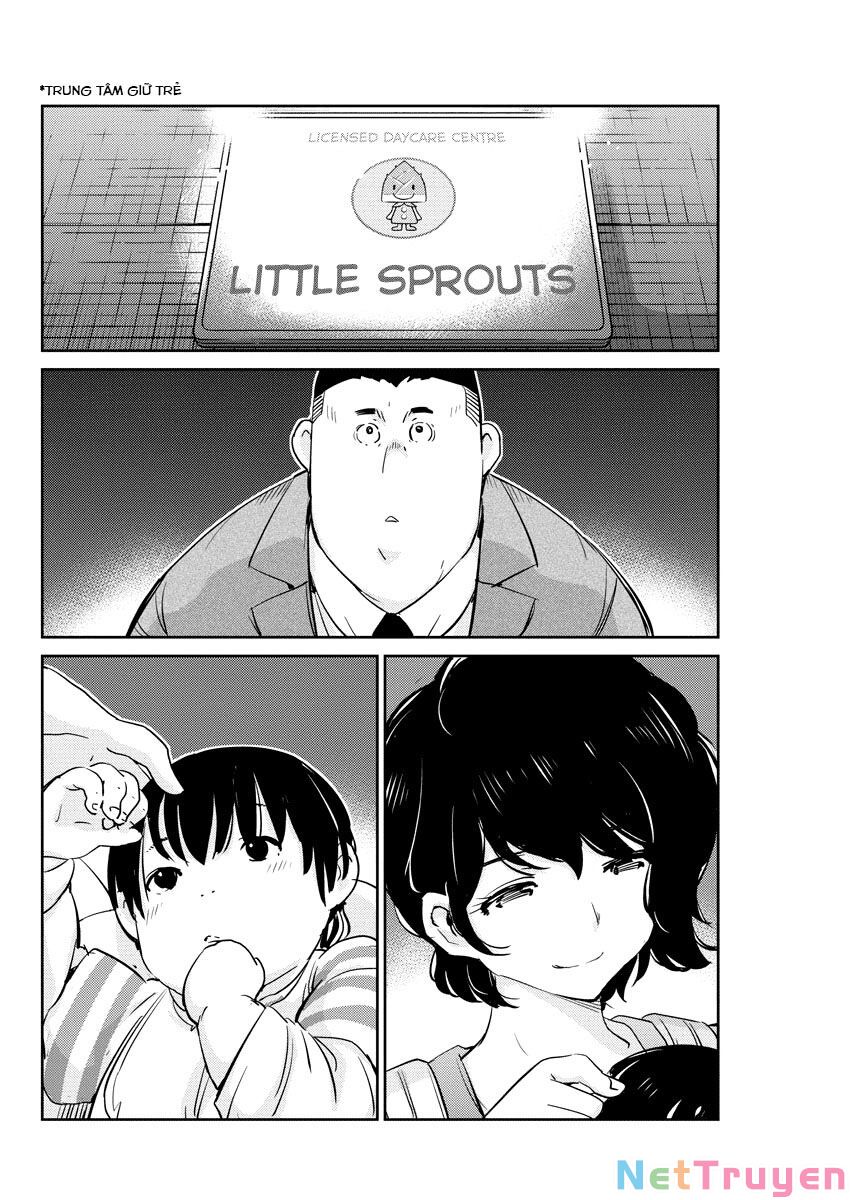 *TRUNG TÂM GIỮ TRẺ
LICENSED DAYCARE CENTRE
LITTLE SPROUTS
NetTruyen